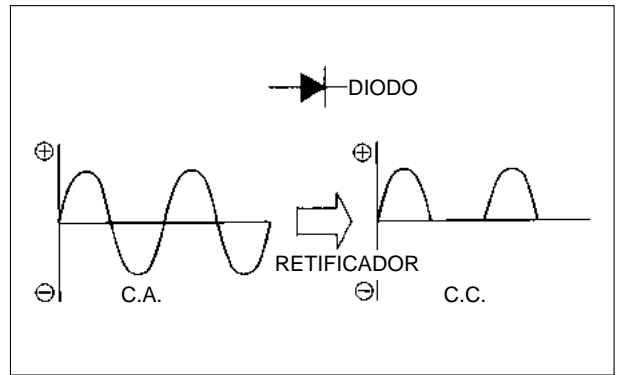 DIODO
⊕
⊕
RETIFICADOR
⊖ C.A.
⊖ C.C.